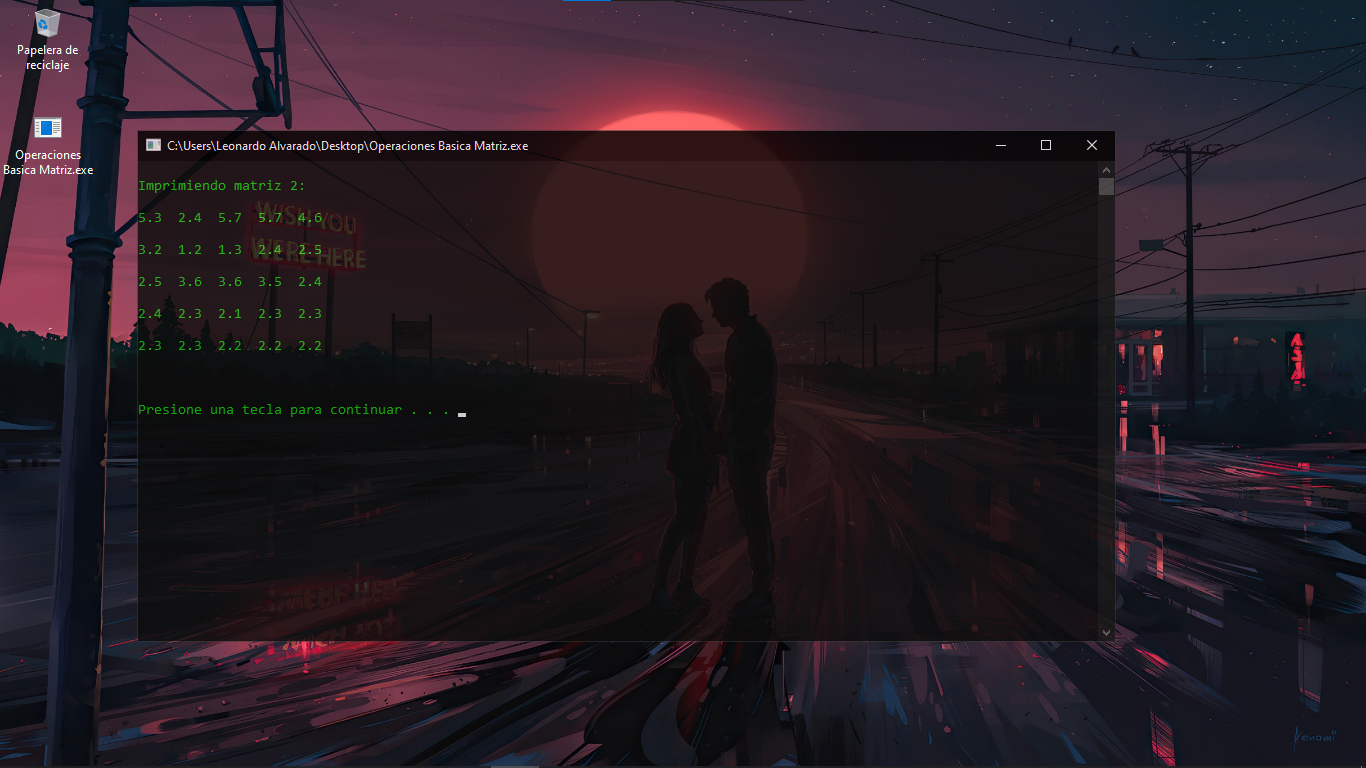 Papelera de
reciclaje
Operaciones
Basica Matriz.exe
C:\Users\Leonardo Alvarado\Desktop\Operaciones Basica Matriz.exe
Imprimiendo matriz 2:
5.3 2.4 5.7 5.7 4.6
3.2 1.2 1.3 2.4 2.5
2.5 3.6 3.6 3.5 2.4
2.4 2.3 2.1 2.3 2.3
2.3 2.3 2.2 2.2 2.2
Presione una tecla para continuar . . .
WISH YOU
WERE HERE